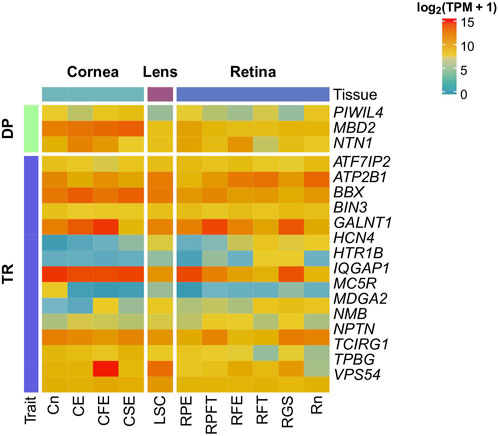 log2(TPM + 1)
Cornea Lens Retina
15
10
5
0
Tissue
DP
PIWIL4
MBD2
NTN1
TR
ATF7IP2
ATP2B1
BBX
BIN3
GALNT1
HCN4
HTR1B
IQGAP1
MC5R
MDGA2
NMB
NPTN
TCIRG1
TPBG
VPS54
Trait
Cn CE CFE CSE LSC RPE RPFT RFE RFT RGS Rn